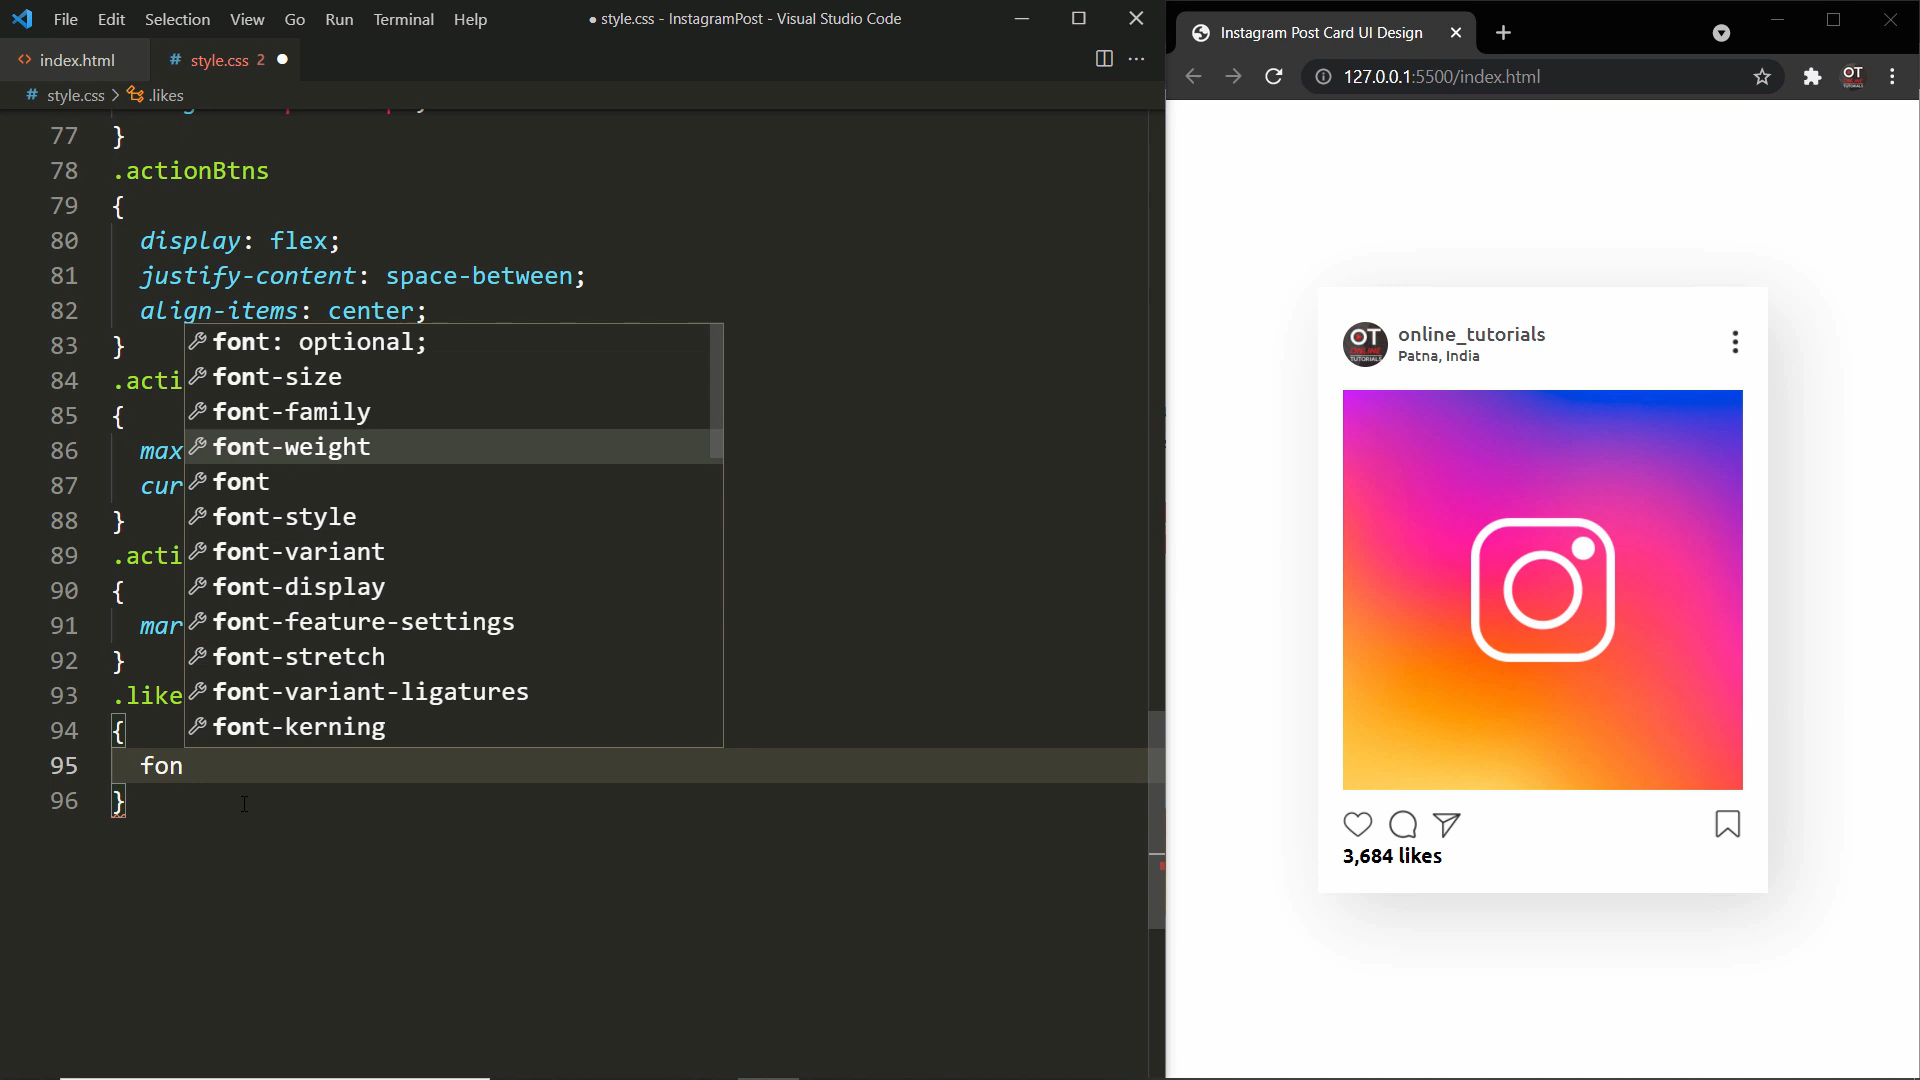 File Edit Selection View Go Run Terminal Help
● style.css - InstagramPost - Visual Studio Code
index.html
# style.css 2
# style.css > .likes
77 }
78 .actionBtns
79 {
80 display: flex;
81 justify-content: space-between;
82 align-items: center;
83 }
84 .acti
85 {
86 max
87 cur
88 }
89 .acti
90 {
91 mar
92 }
93 .like
94 {
95 fon
96 }
font: optional;
font-size
font-family
font-weight
font
font-style
font-variant
font-display
font-feature-settings
font-stretch
font-variant-ligatures
font-kerning
Instagram Post Card UI Design
127.0.0.1:5500/index.html
OT
OT
ONLINE
TUTORIALS
online_tutorials
Patna, India
3,684 likes